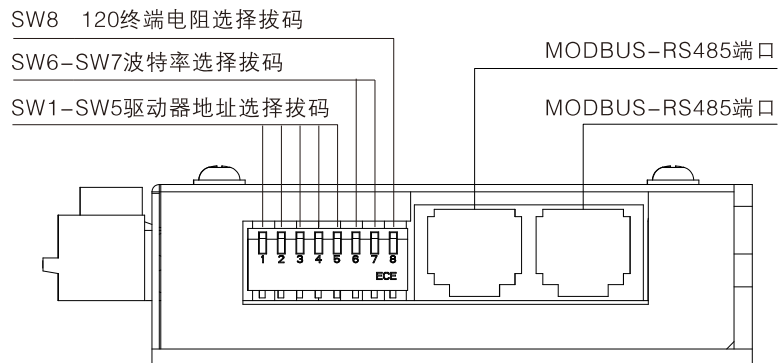 SW8 120终端电阻选择拔码
SW6-SW7波特率选择拔码
SW1-SW5驱动器地址选择拔码
MODBUS-RS485端口
MODBUS-RS485端口
1 2 3 4 5 6 7 8
ECE